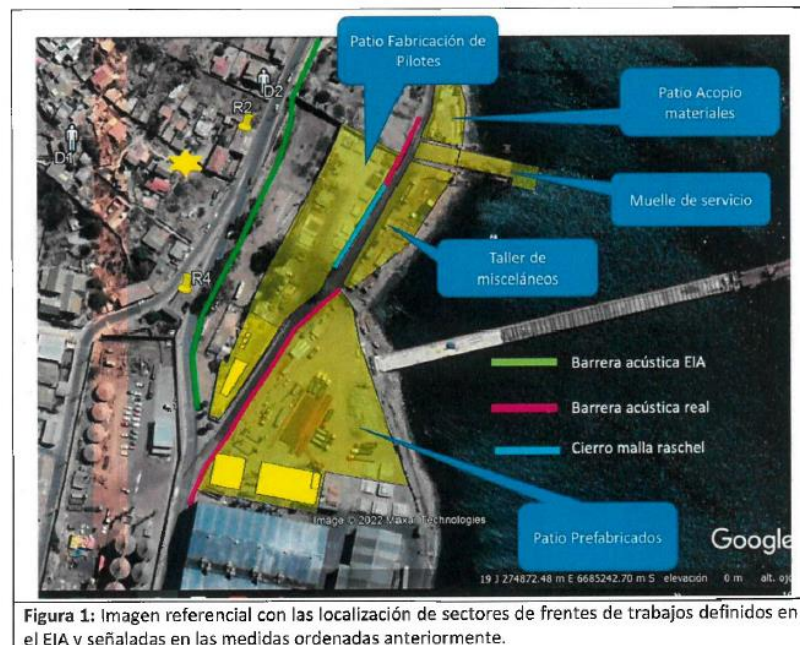 Patio Fabricación de
Pilotes
Patio Acopio
materiales
Muelle de servicio
Taller de
misceláneos
D2
R2
D1
R4
Barrera acústica EIA
Barrera acústica real
Cierro malla raschel
Patio Prefabricados
Image © 2022 Maxar Technologies
Google
19 J 274872.48 m E 6685242.70 m S elevación 0 m alt. ojo
Figura 1: Imagen referencial con las localización de sectores de frentes de trabajos definidos en
el EIA y señaladas en las medidas ordenadas anteriormente.